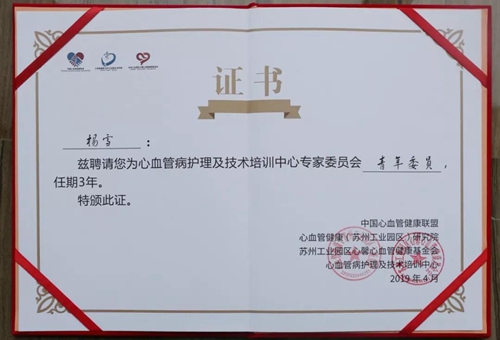 证书
杨雪：
兹聘请您为心血管病护理及技术培训中心专家委员会 青年委员，
任期3年。
特颁此证。
中国心血管健康联盟
心血管健康（苏州工业园区）研究院
苏州工业园区心馨心血管健康基金会
心血管病护理及技术培训中心
2019年4月